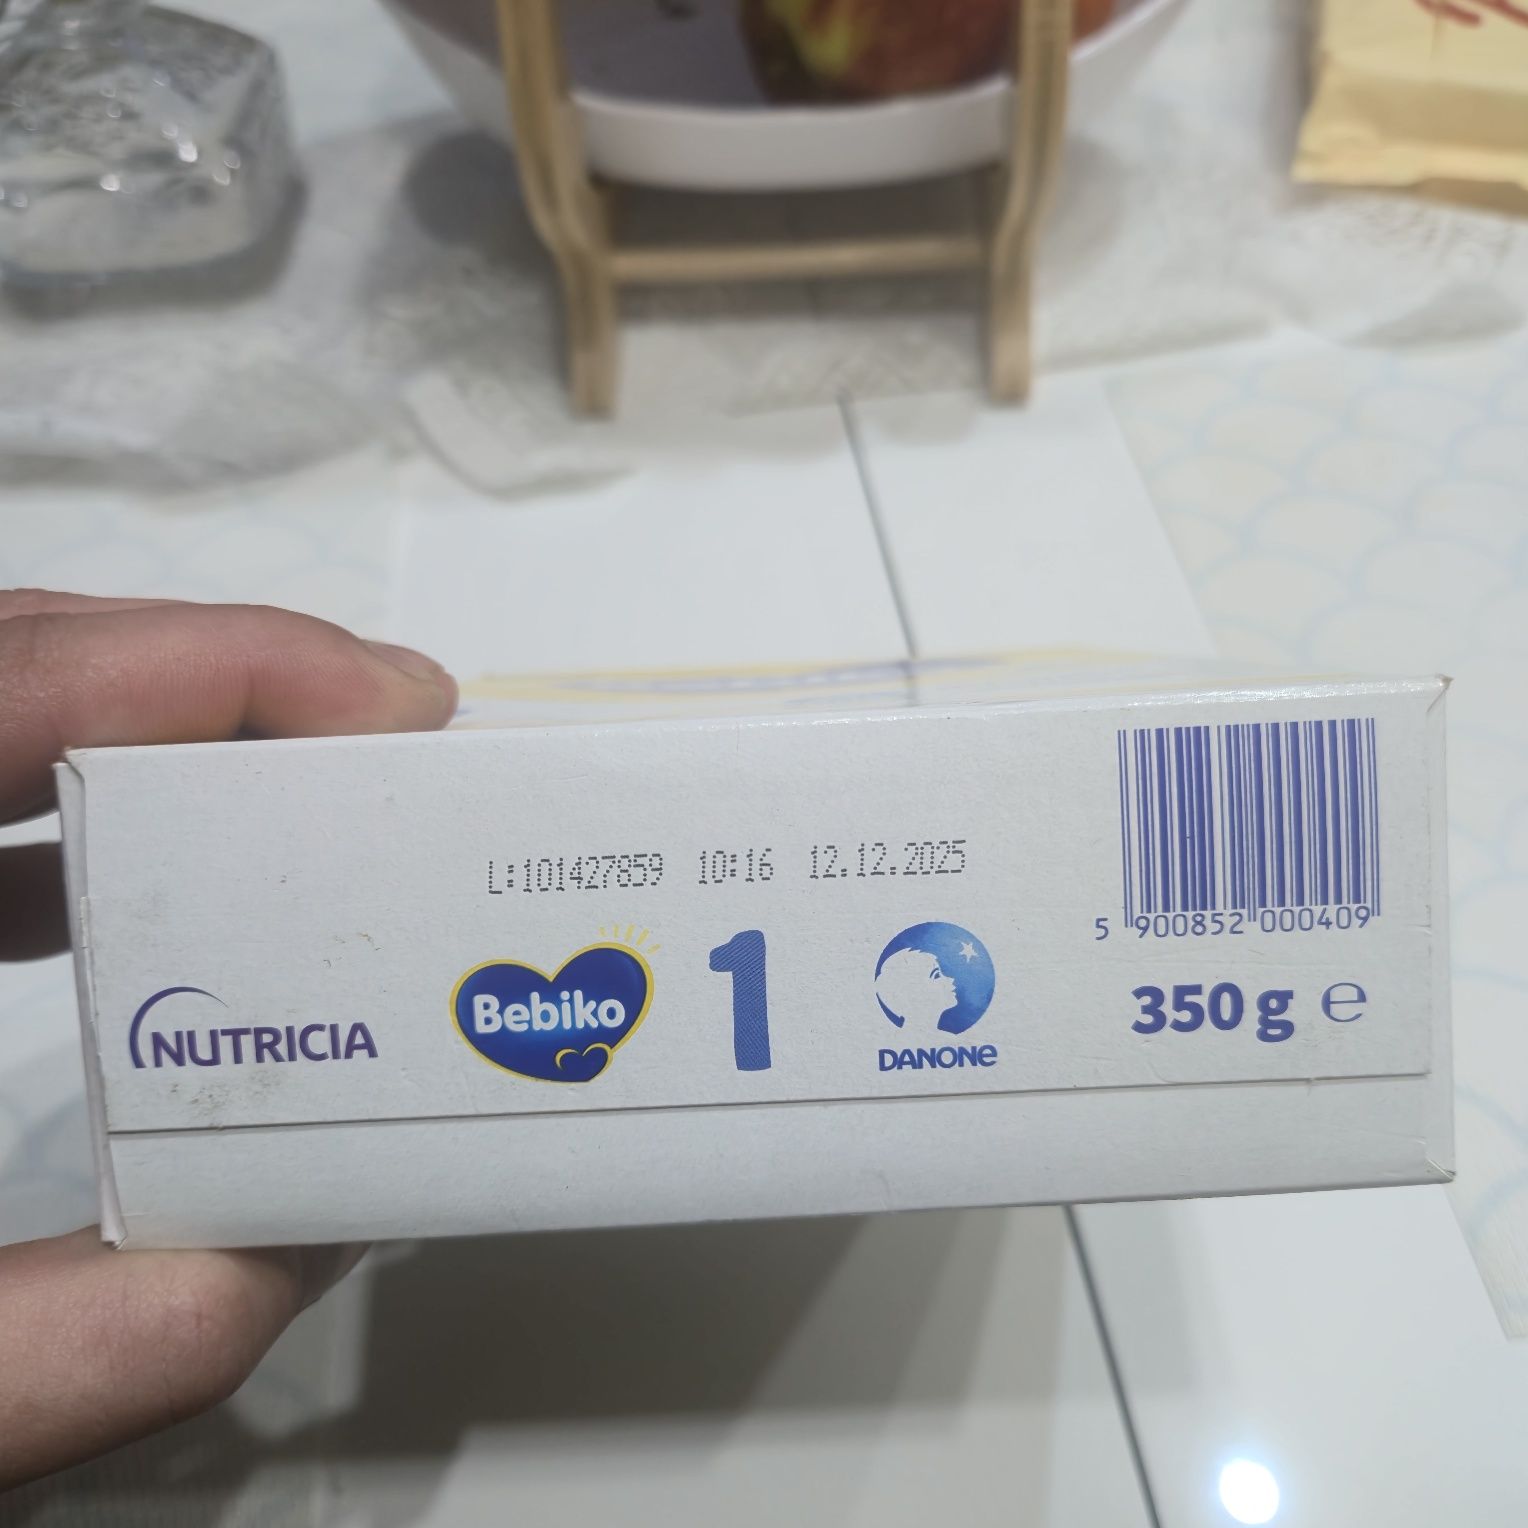 L:101427859 10:16 12.12.2025
5 900852 000409
NUTRICIA
Bebiko
1
DANONE
350 g e